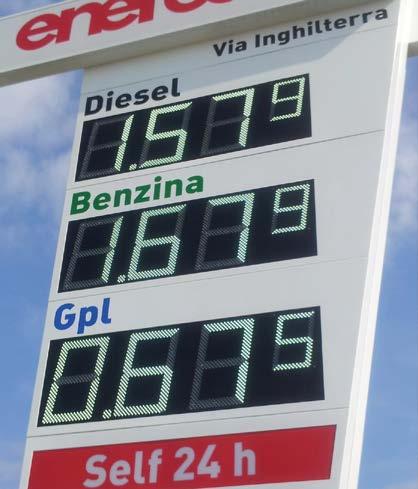 Via Inghilterra
Diesel
1.579
Benzina
1.679
Gpl
0.675
Self 24 h